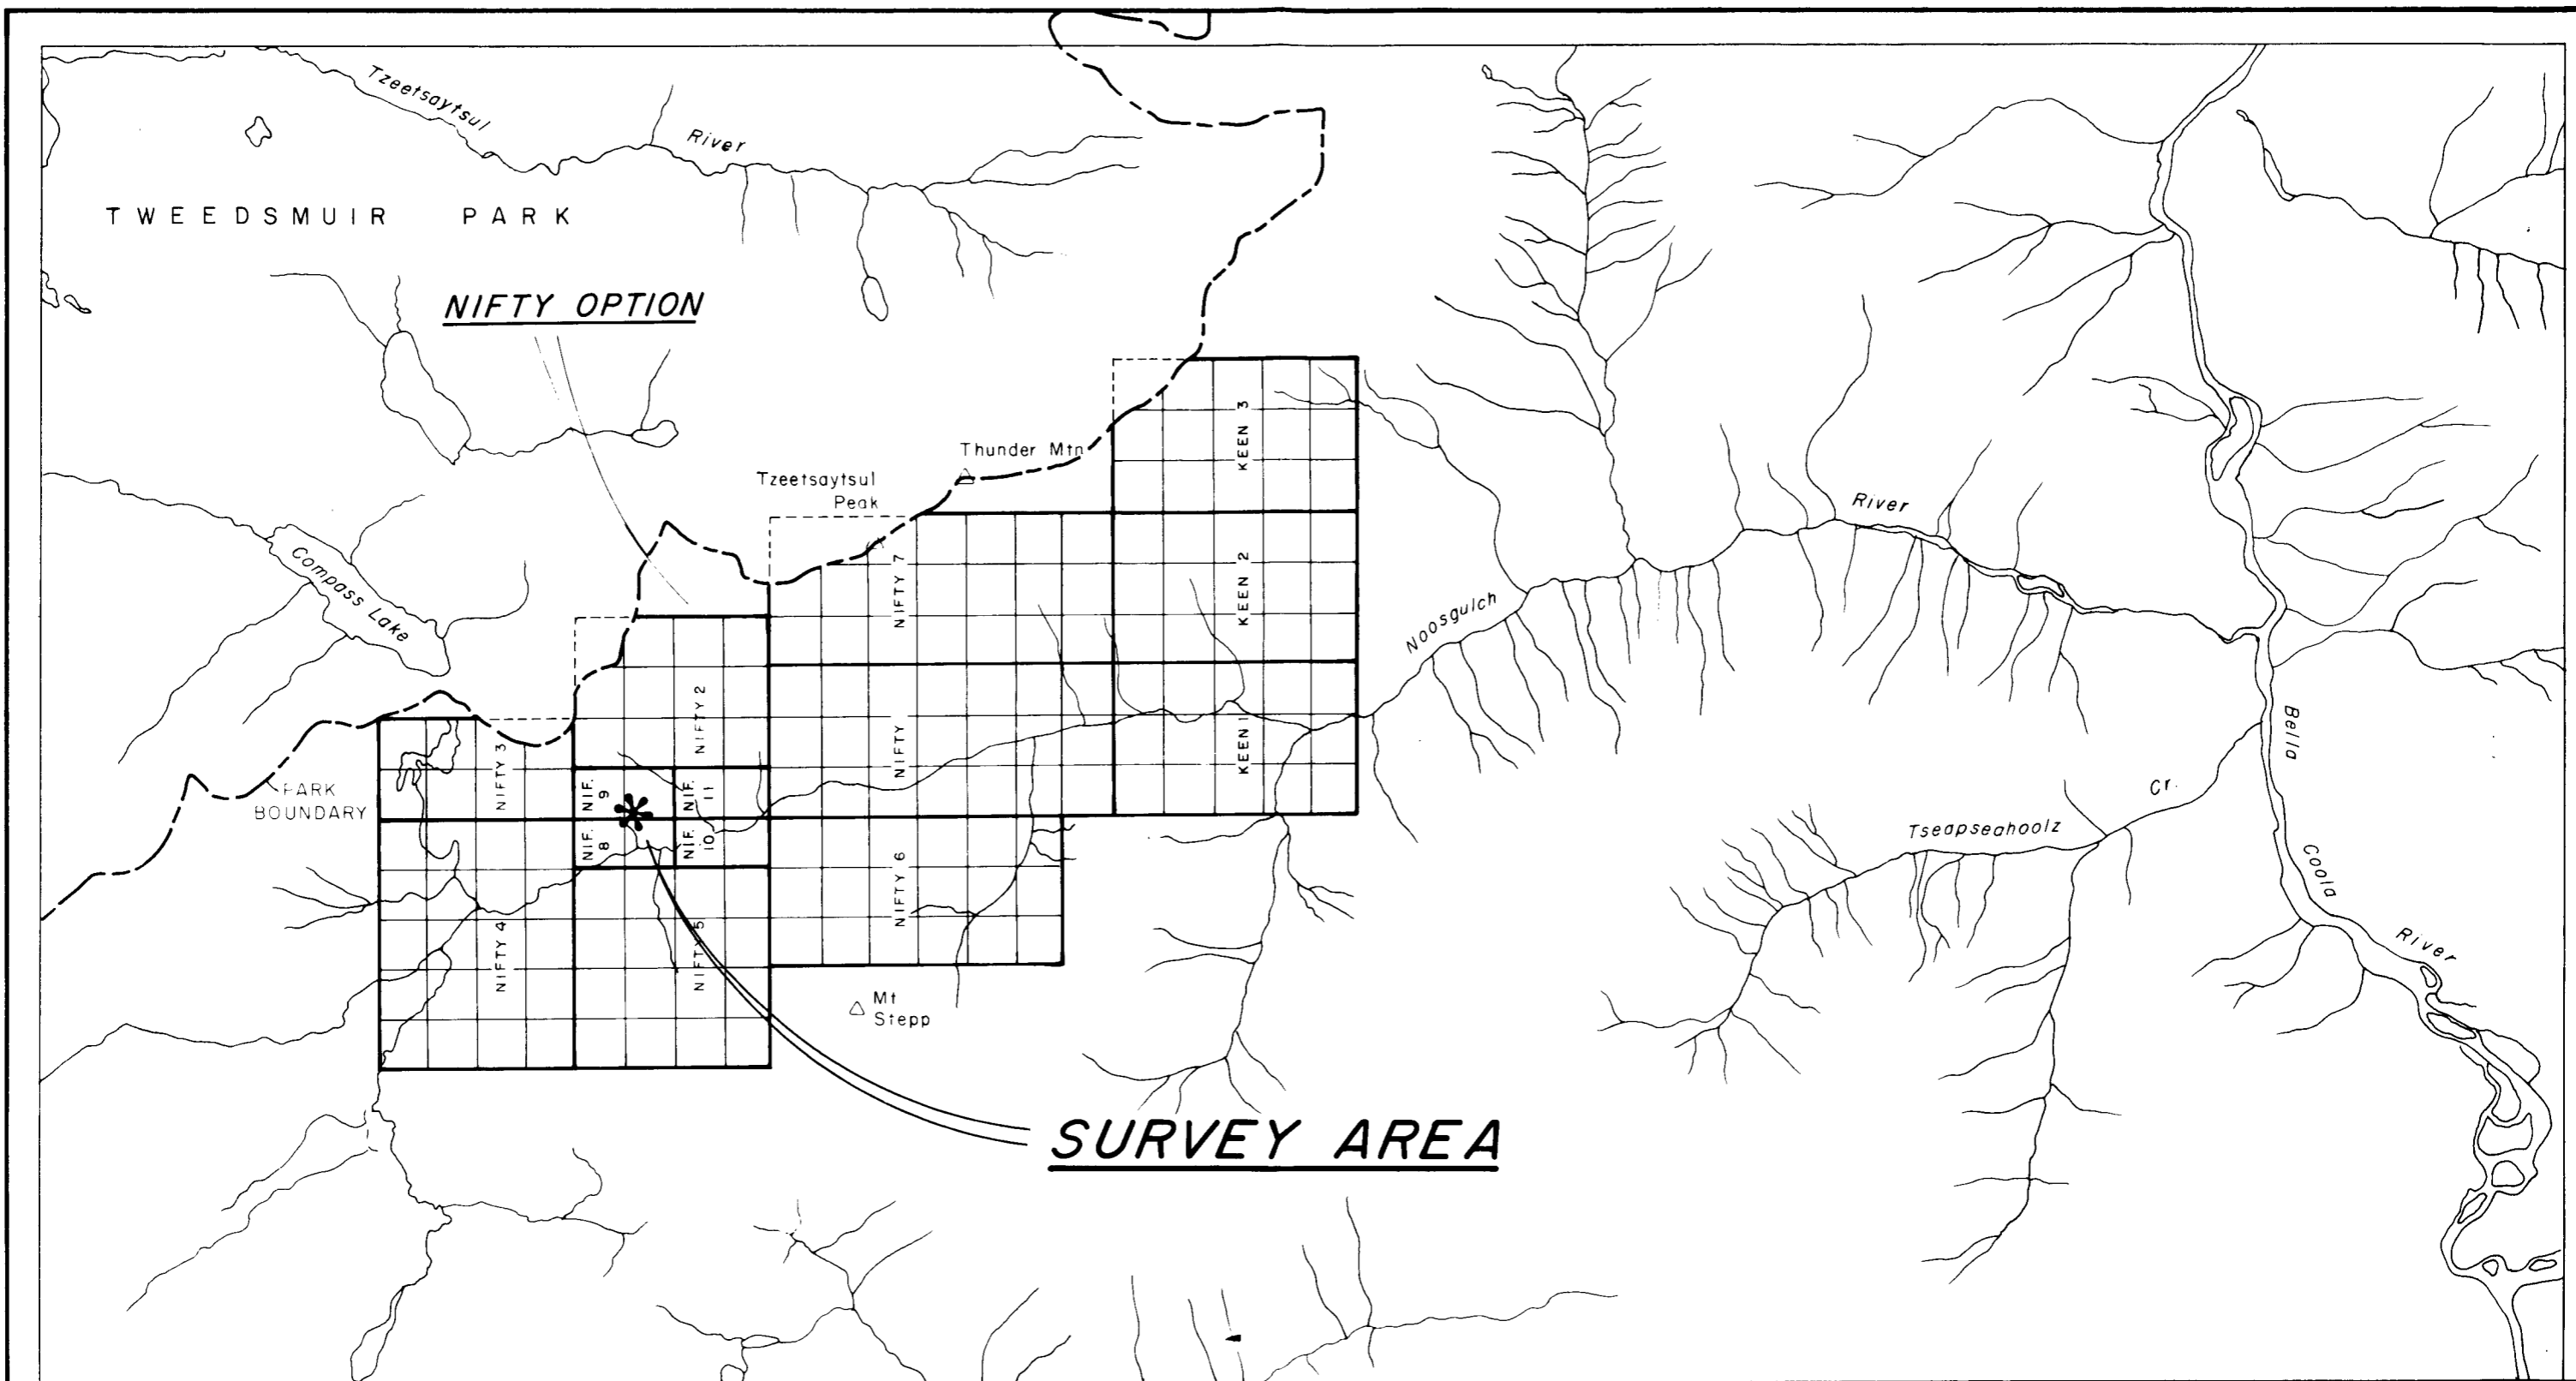 Tzeetsaytsul River
TWEEDSMUIR PARK
NIFTY OPTION
Thunder Mtn
Tzeetsaytsul
Peak
Compass Lake
PARK
BOUNDARY
KEEN 3
KEEN 2
KEEN 1
NIFTY 7
NIFTY
NIFTY 2
NIFTY 3
NIF. 9
NIF. 11
NIF. 8
NIF. 10
NIFTY 6
NIFTY 4
NIFTY 5
Mt
Stepp
SURVEY AREA
Noosgulch River
Tseapseahoolz Cr.
Bella Coola River